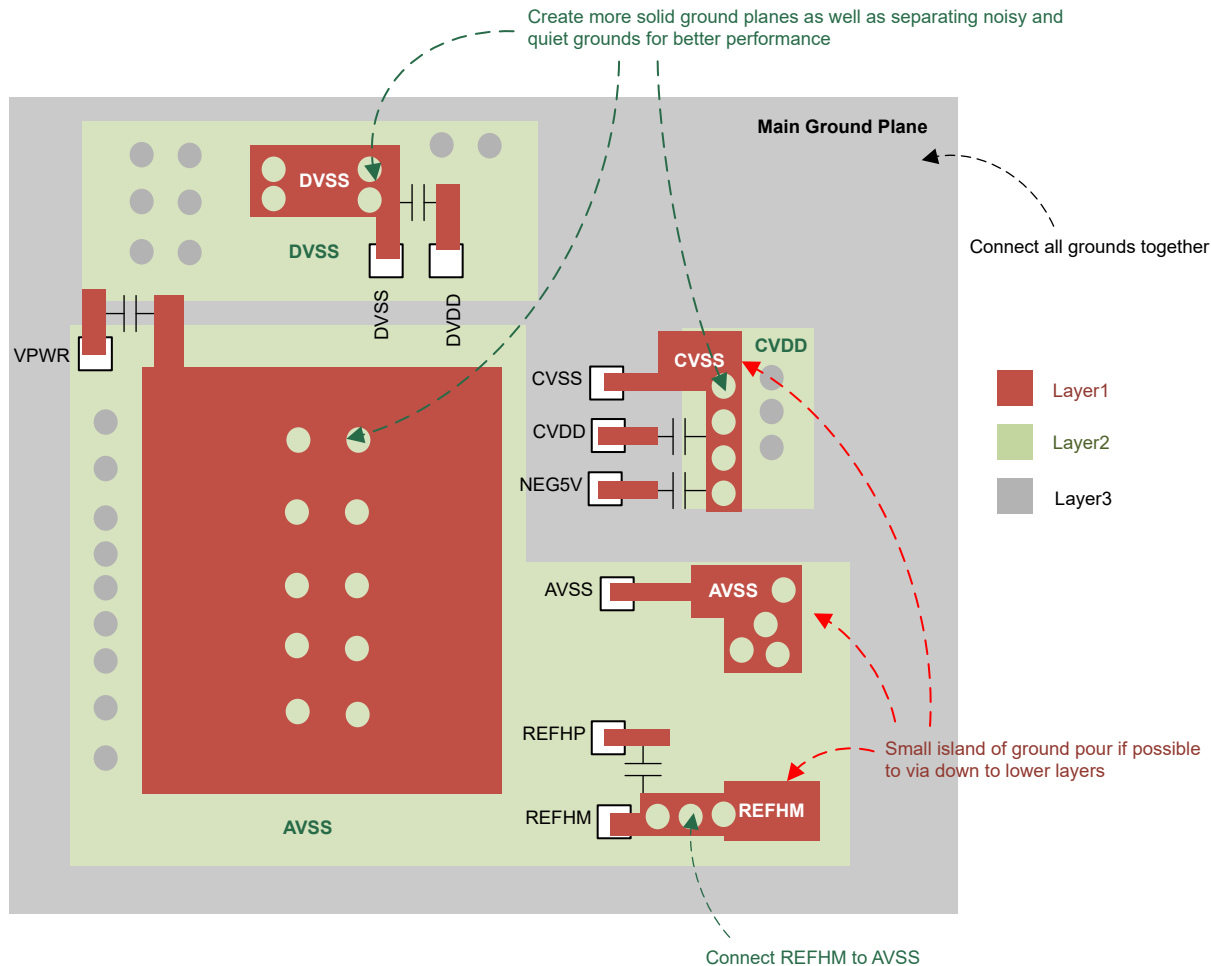 Create more solid ground planes as well as separating noisy and
quiet grounds for better performance
Main Ground Plane
Connect all grounds together
DVSS
DVSS
DVSS
DVDD
VPWR
CVSS
CVDD
CVSS
CVDD
NEG5V
Layer1
Layer2
Layer3
AVSS
AVSS
REFHP
Small island of ground pour if possible
to via down to lower layers
REFHM
REFHM
AVSS
Connect REFHM to AVSS